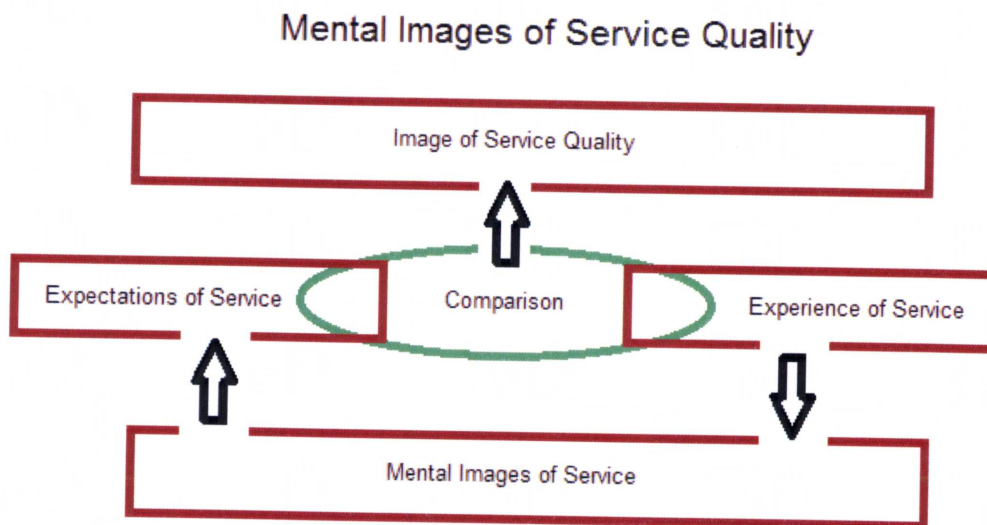 Mental Images of Service Quality
Image of Service Quality
Expectations of Service
Comparison
Experience of Service
Mental Images of Service